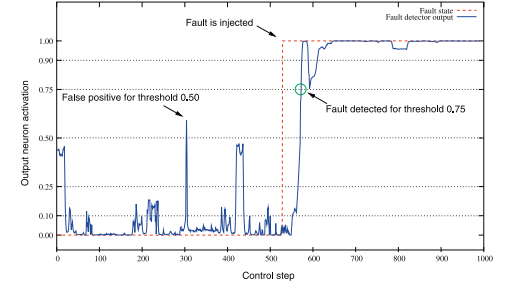 Fault state
Fault detector output
Fault is injected
1.00
0.90
0.75
0.50
0.25
0.10
0.00
False positive for threshold 0.50
Fault detected for threshold 0.75
Output neuron activation
0 100 200 300 400 500 600 700 800 900 1000
Control step